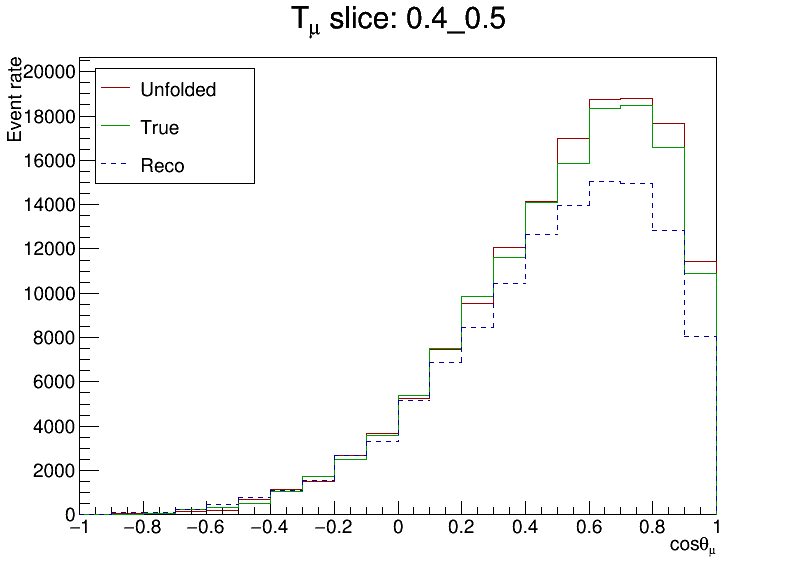 Tμ slice: 0.4_0.5
Event rate
Unfolded
True
Reco
20000
18000
16000
14000
12000
10000
8000
6000
4000
2000
0
−1 −0.8 −0.6 −0.4 −0.2 0 0.2 0.4 0.6 0.8 1
cosθμ